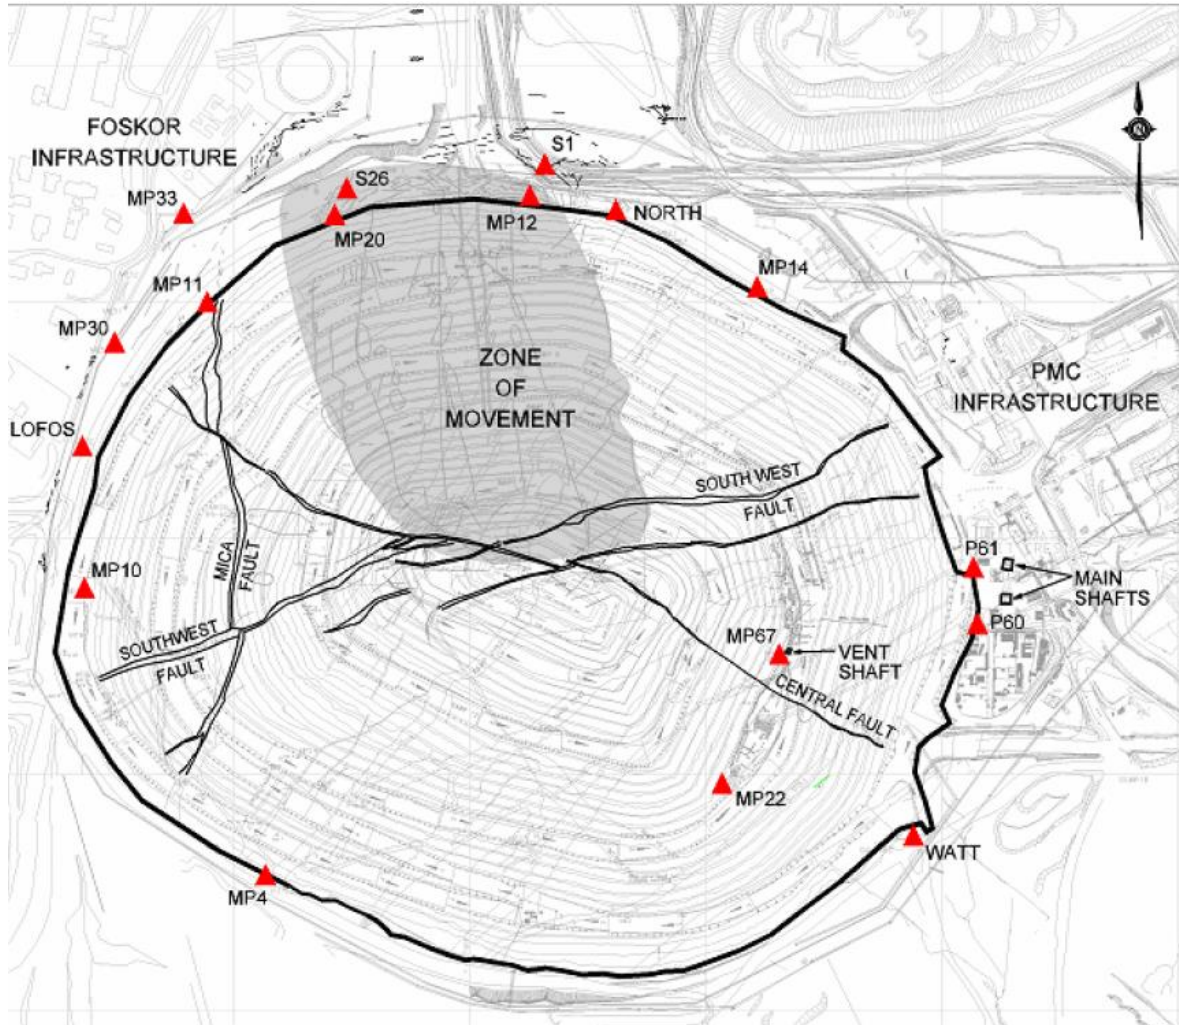 FOSKOR
INFRASTRUCTURE
S1
S26
MP33
MP20
MP12
NORTH
MP14
MP11
MP30
ZONE
OF
MOVEMENT
PMC
INFRASTRUCTURE
LOFOS
SOUTH WEST
FAULT
MICA
FAULT
MP10
P61
MAIN
SHAFTS
P60
SOUTHWEST
FAULT
MP67
VENT
SHAFT
CENTRAL FAULT
MP22
WATT
MP4
N